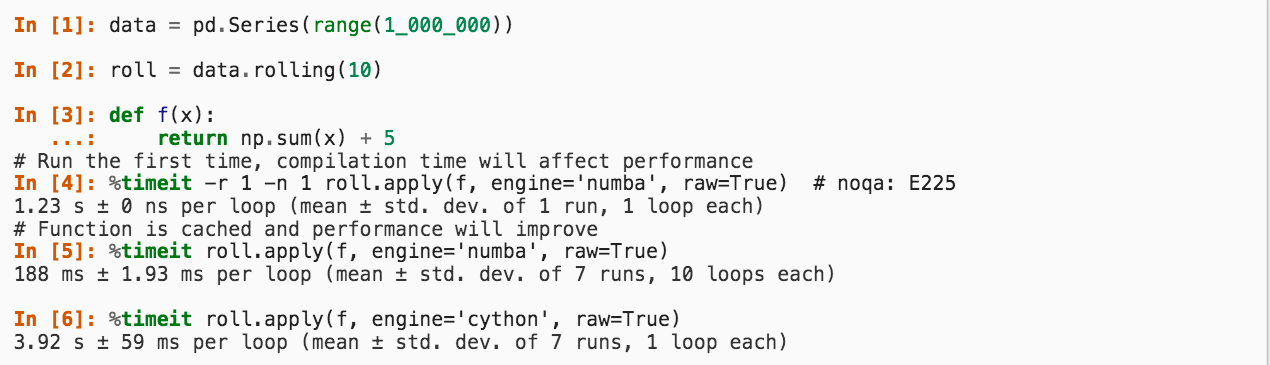 In [1]: data = pd.Series(range(1_000_000))
In [2]: roll = data.rolling(10)
In [3]: def f(x):
   ...:     return np.sum(x) + 5
# Run the first time, compilation time will affect performance
In [4]: %timeit -r 1 -n 1 roll.apply(f, engine='numba', raw=True)  # noqa: E225
1.23 s ± 0 ns per loop (mean ± std. dev. of 1 run, 1 loop each)
# Function is cached and performance will improve
In [5]: %timeit roll.apply(f, engine='numba', raw=True)
188 ms ± 1.93 ms per loop (mean ± std. dev. of 7 runs, 10 loops each)
In [6]: %timeit roll.apply(f, engine='cython', raw=True)
3.92 s ± 59 ms per loop (mean ± std. dev. of 7 runs, 1 loop each)